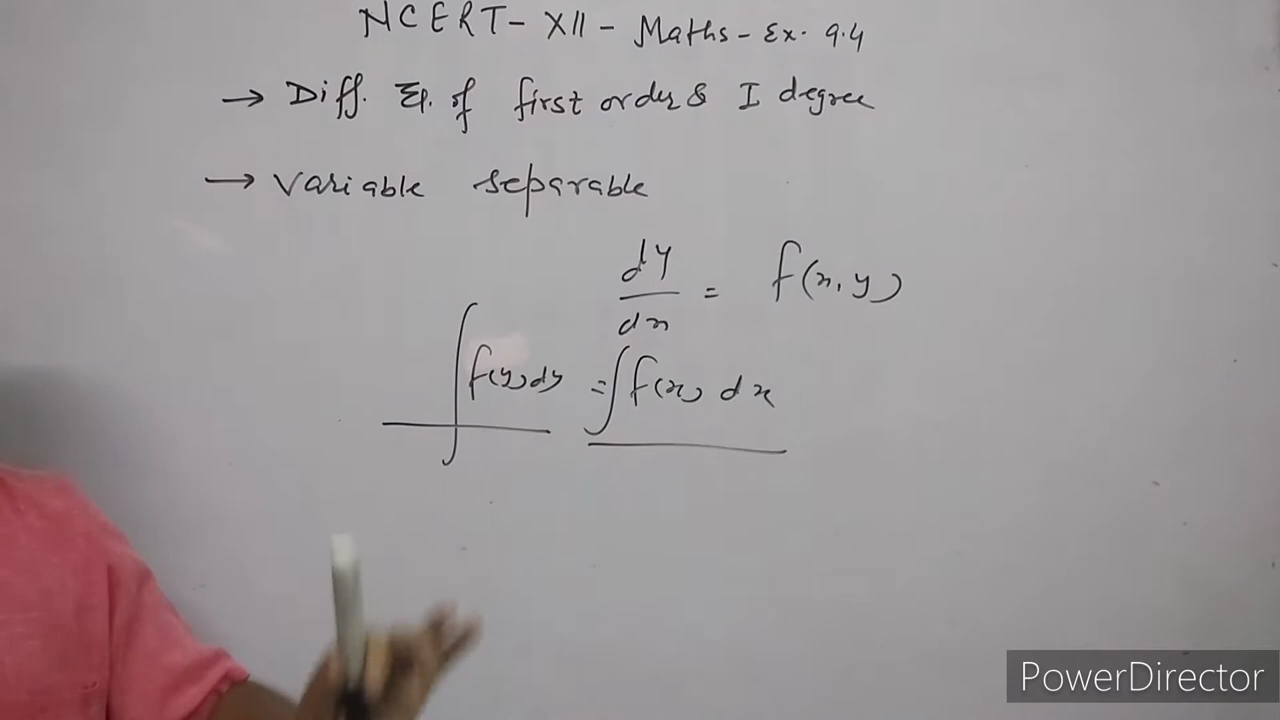 NCERT - XII - Maths - Ex. 9.4
→ Diff. Eq. of first order & I degree
→ Variable separable
dy/dx = f(x, y)
∫f(y)dy = ∫f(x) dx
PowerDirector